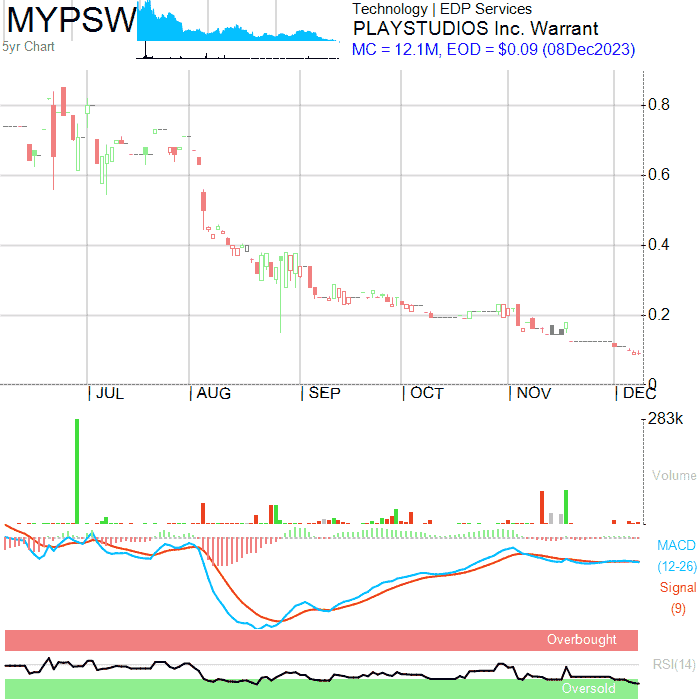 MYPSW
5yr Chart
Technology | EDP Services
PLAYSTUDIOS Inc. Warrant
MC = 12.1M, EOD = $0.09 (08Dec2023)
0.8
0.6
0.4
0.2
0
| JUL | AUG | SEP | OCT | NOV | DEC
283k
Volume
MACD
(12-26)
Signal
(9)
Overbought
RSI(14)
Oversold